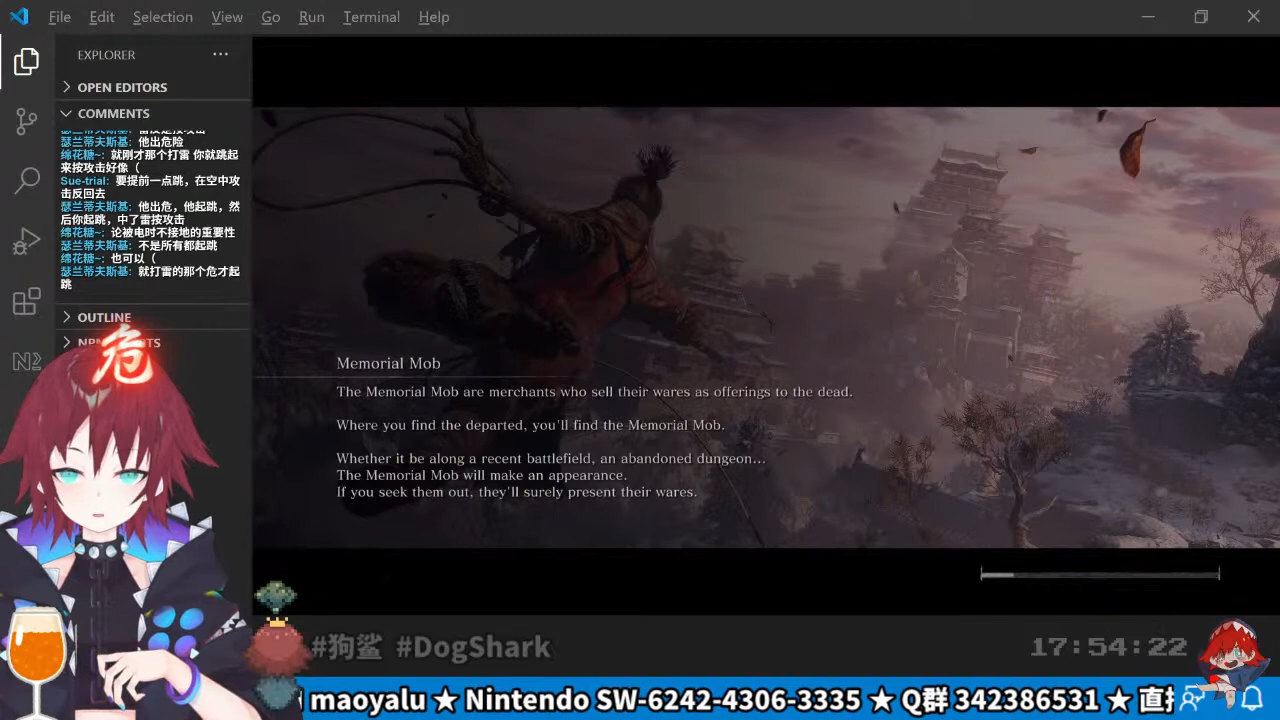 File Edit Selection View Go Run Terminal Help
EXPLORER
OPEN EDITORS
COMMENTS
瑟兰蒂夫斯基: 他出危险
绵花糖~: 就刚才那个打雷 你就跳起
来按攻击好像（
Sue-trial: 要提前一点跳，在空中攻
击反回去
瑟兰蒂夫斯基: 他出危，他起跳，然
后你起跳，中了雷按攻击
绵花糖~: 论被电时不接地的重要性
瑟兰蒂夫斯基: 不是所有都起跳
绵花糖~: 也可以（
瑟兰蒂夫斯基: 就打雷的那个危才起
跳
OUTLINE
危
Memorial Mob
The Memorial Mob are merchants who sell their wares as offerings to the dead.
Where you find the departed, you'll find the Memorial Mob.
Whether it be along a recent battlefield, an abandoned dungeon...
The Memorial Mob will make an appearance.
If you seek them out, they'll surely present their wares.
#狗鲨 #DogShark
17:54:22
maoyalu ★ Nintendo SW-6242-4306-3335 ★ Q群 342386531 ★ 直